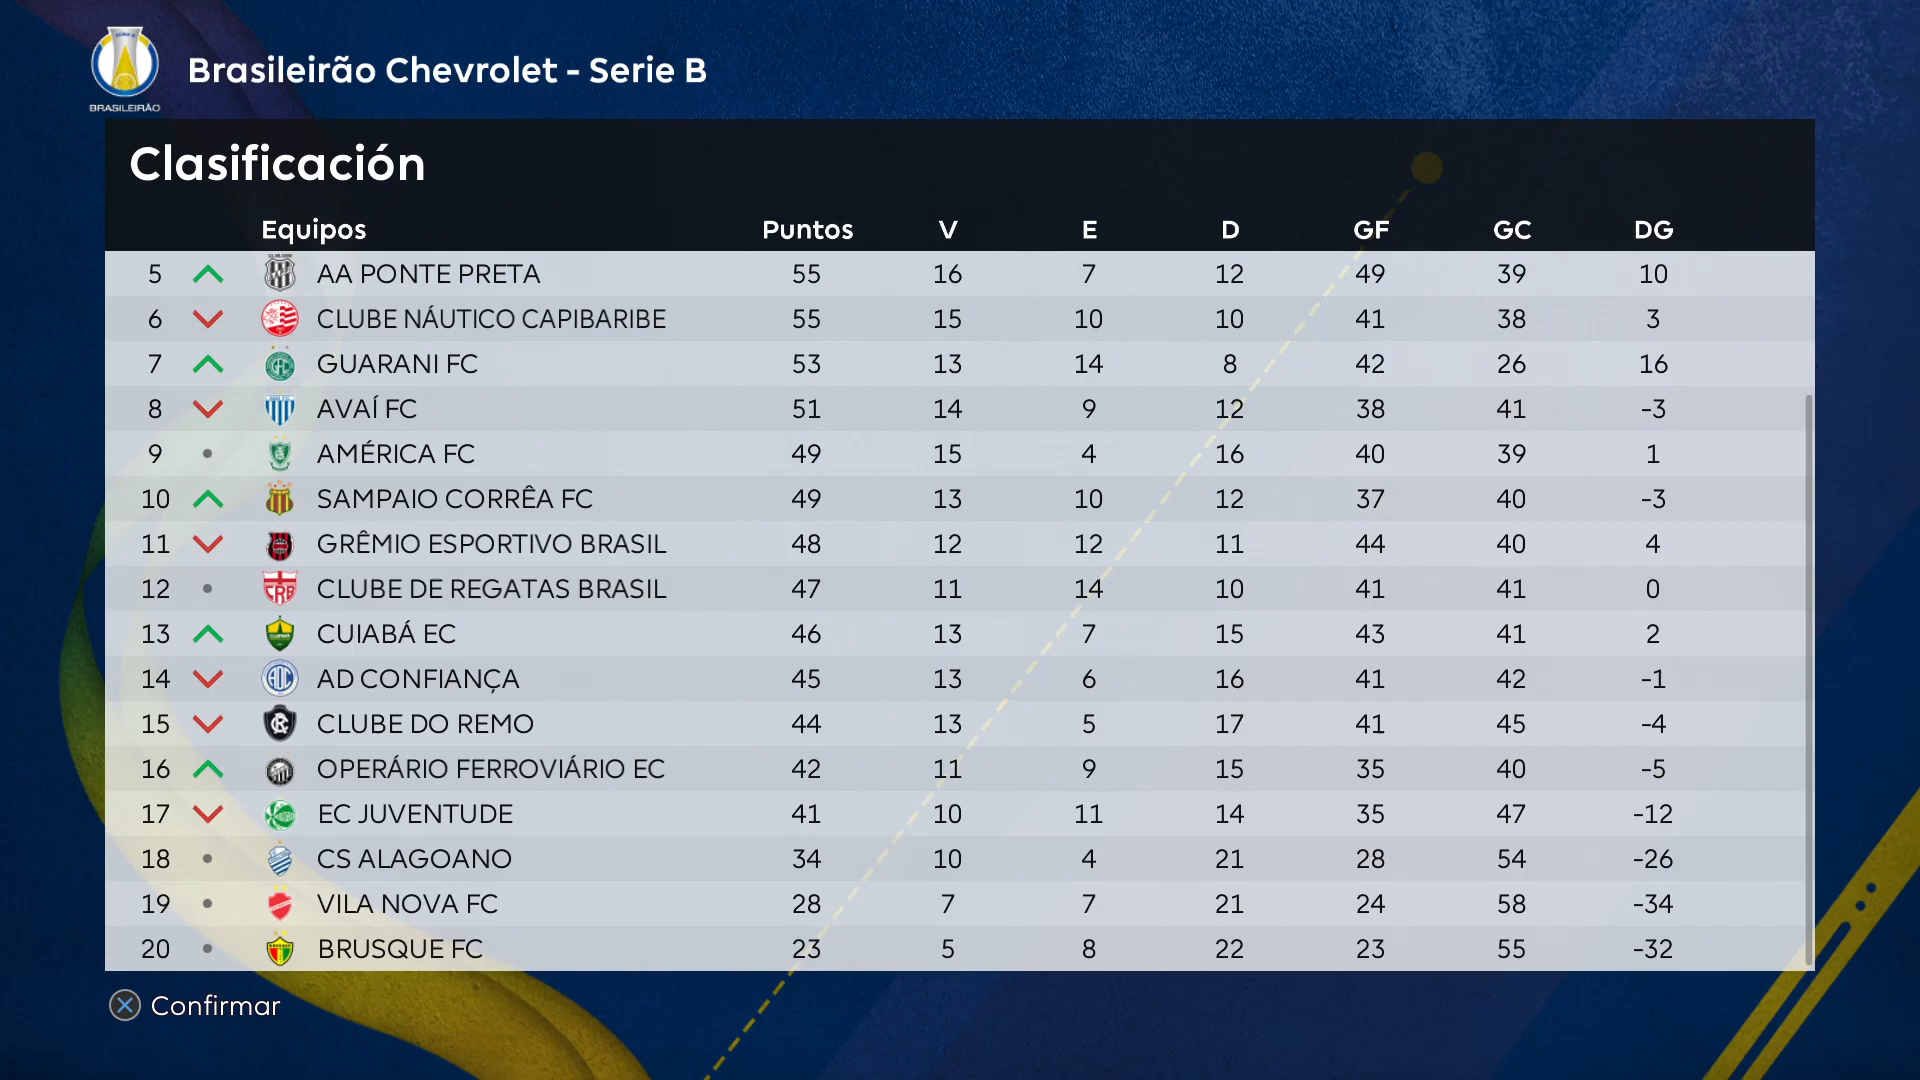 BRASILEIRÃO
Brasileirão Chevrolet - Serie B
Clasificación
Equipos Puntos V E D GF GC DG
5 AA PONTE PRETA 55 16 7 12 49 39 10
6 CLUBE NÁUTICO CAPIBARIBE 55 15 10 10 41 38 3
7 GUARANI FC 53 13 14 8 42 26 16
8 AVAÍ FC 51 14 9 12 38 41 -3
9 AMÉRICA FC 49 15 4 16 40 39 1
10 SAMPAIO CORRÊA FC 49 13 10 12 37 40 -3
11 GRÊMIO ESPORTIVO BRASIL 48 12 12 11 44 40 4
12 CLUBE DE REGATAS BRASIL 47 11 14 10 41 41 0
13 CUIABÁ EC 46 13 7 15 43 41 2
14 AD CONFIANÇA 45 13 6 16 41 42 -1
15 CLUBE DO REMO 44 13 5 17 41 45 -4
16 OPERÁRIO FERROVIÁRIO EC 42 11 9 15 35 40 -5
17 EC JUVENTUDE 41 10 11 14 35 47 -12
18 CS ALAGOANO 34 10 4 21 28 54 -26
19 VILA NOVA FC 28 7 7 21 24 58 -34
20 BRUSQUE FC 23 5 8 22 23 55 -32
Confirmar